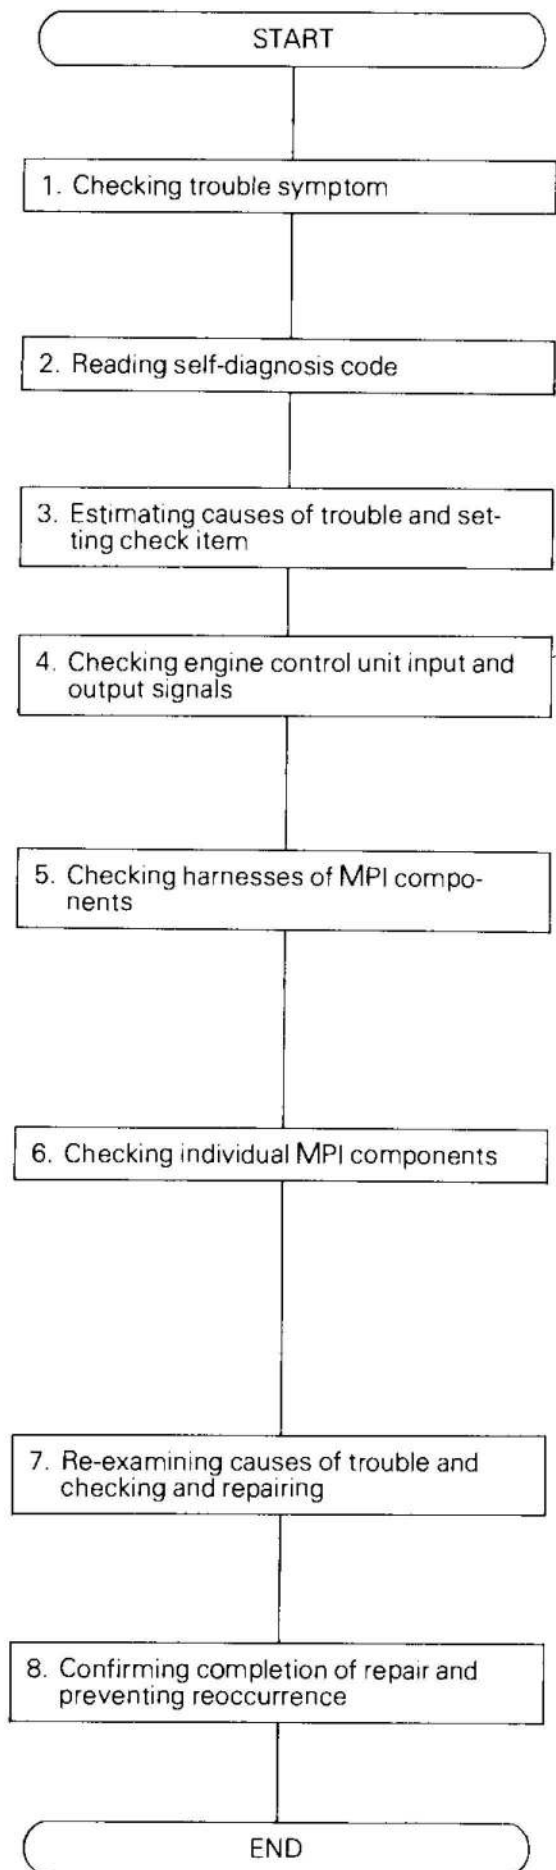 START
1. Checking trouble symptom
2. Reading self-diagnosis code
3. Estimating causes of trouble and set-
ting check item
4. Checking engine control unit input and
output signals
5. Checking harnesses of MPI compo-
nents
6. Checking individual MPI components
7. Re-examining causes of trouble and
checking and repairing
8. Confirming completion of repair and
preventing reoccurrence
END